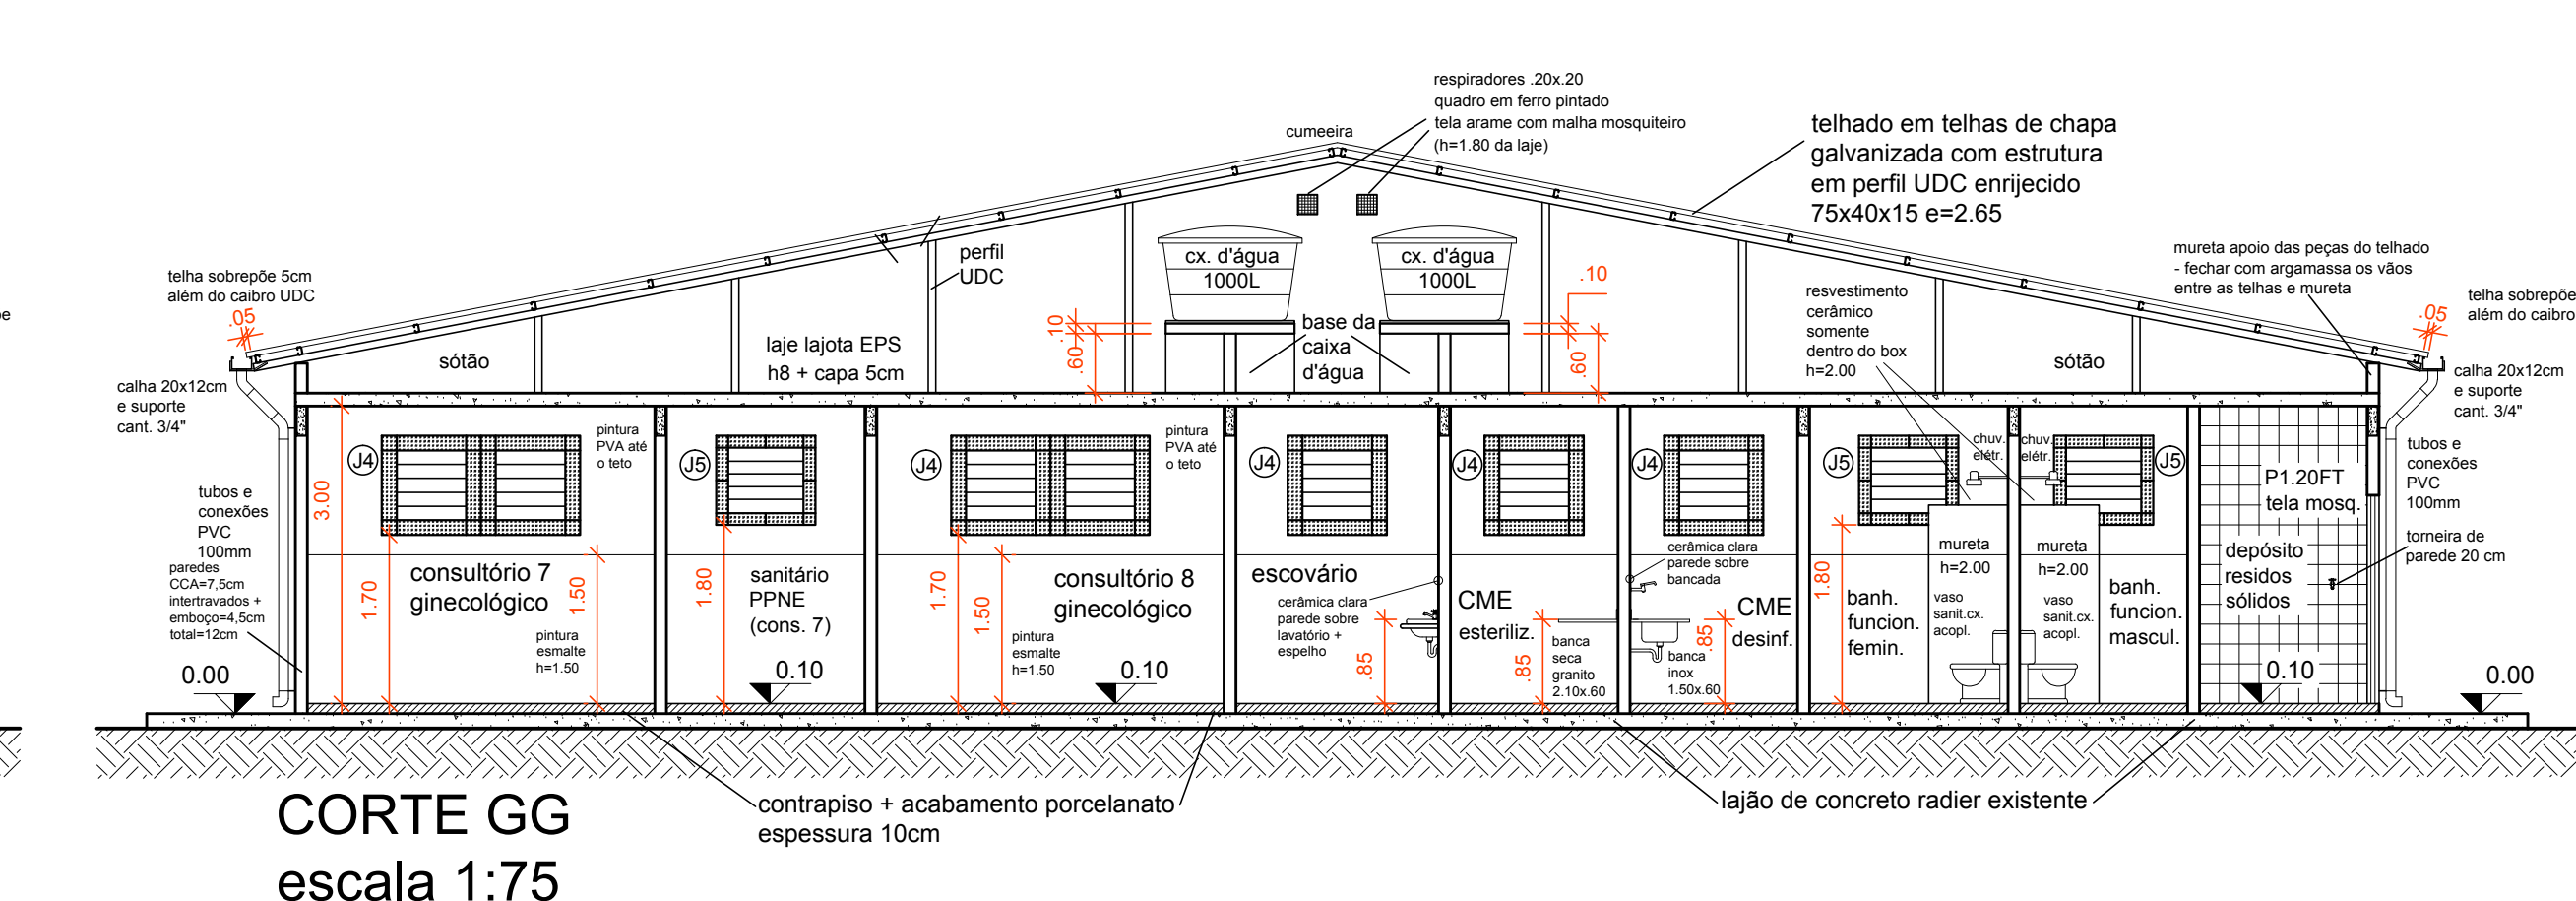 respiradores .20x.20
quadro em ferro pintado
tela arame com malha mosquiteiro
(h=1.80 da laje)
cumeeira
telhado em telhas de chapa
galvanizada com estrutura
em perfil UDC enrijecido
75x40x15 e=2.65
telha sobrepõe 5cm
além do caibro UDC
.05
calha 20x12cm
e suporte
cant. 3/4"
sótão
perfil
UDC
laje lajota EPS
h8 + capa 5cm
cx. d'água
1000L
cx. d'água
1000L
.10
.60
base da
caixa
d'água
.10
.60
resvestimento
cerâmico
somente
dentro do box
h=2.00
sótão
mureta apoio das peças do telhado
- fechar com argamassa os vãos
entre as telhas e mureta
telha sobrepõe
além do caibro
.05
calha 20x12cm
e suporte
cant. 3/4"
tubos e
conexões
PVC
100mm
paredes
CCA=7,5cm
intertravados +
emboço=4,5cm
total=12cm
0.00
3.00
J4
1.70
consultório 7
ginecológico
pintura
PVA até
o teto
1.50
pintura
esmalte
h=1.50
J5
1.80
sanitário
PPNE
(cons. 7)
0.10
J4
1.70
1.50
pintura
PVA até
o teto
consultório 8
ginecológico
pintura
esmalte
h=1.50
0.10
J4
escovário
cerâmica clara
parede sobre
lavatório +
espelho
.85
J4
CME
esteriliz.
.85
banca
seca
granito
2.10x.60
J4
cerâmica clara
parede sobre
bancada
CME
desinf.
.85
banca
inox
1.50x.60
J5
1.80
banh.
funcion.
femin.
chuv.
elétr.
mureta
h=2.00
vaso
sanit.cx.
acopl.
chuv.
elétr.
J5
mureta
h=2.00
vaso
sanit.cx.
acopl.
banh.
funcion.
mascul.
P1.20FT
tela mosq.
depósito
residos
sólidos
0.10
tubos e
conexões
PVC
100mm
torneira de
parede 20 cm
0.00
contrapiso + acabamento porcelanato
espessura 10cm
lajão de concreto radier existente
CORTE GG
escala 1:75